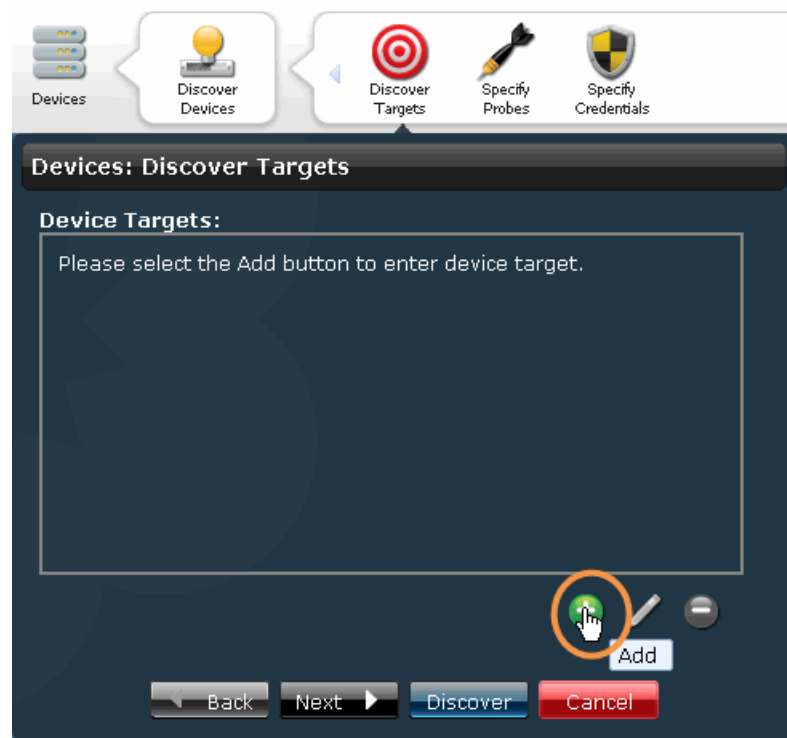 Devices
Discover
Devices
Discover
Targets
Specify
Probes
Specify
Credentials
Devices: Discover Targets
Device Targets:
Please select the Add button to enter device target.
Add
Back
Next
Discover
Cancel